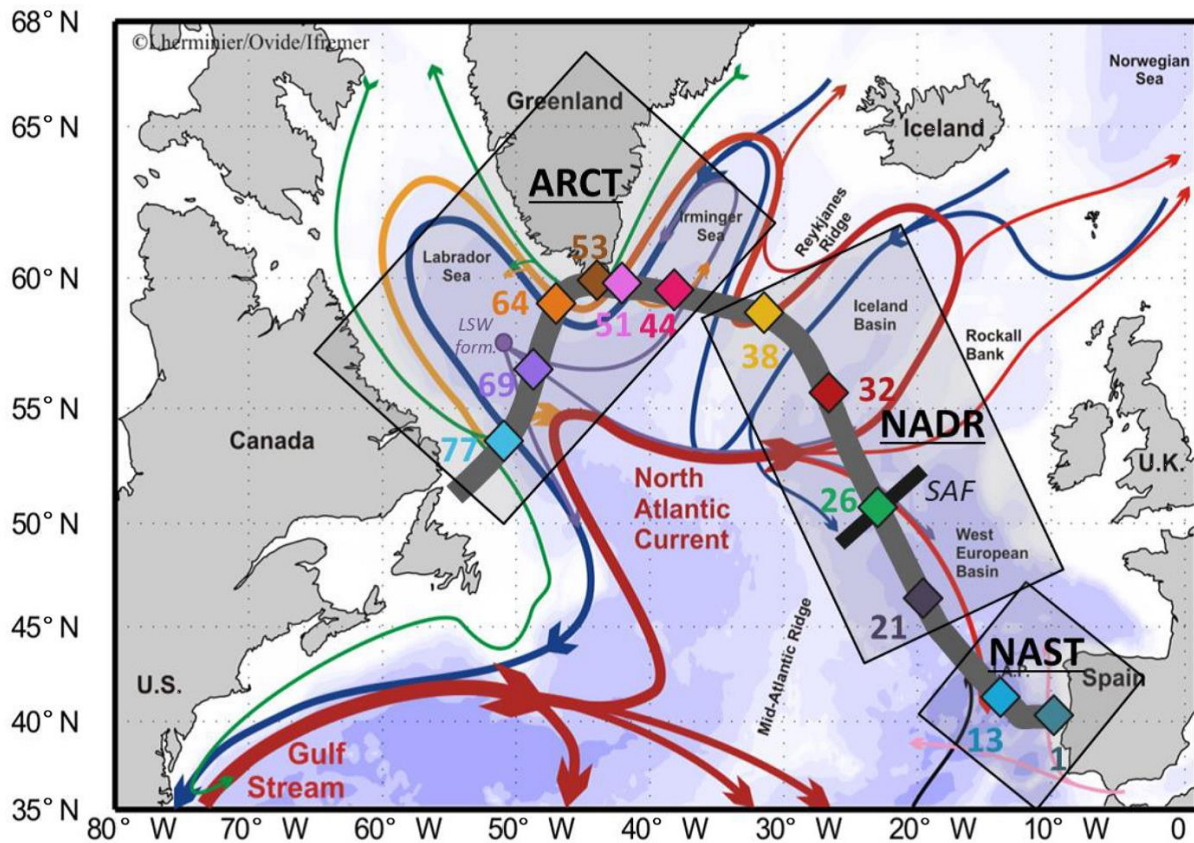 68° N
©Lherminier/Ovide/Ifremer
Norwegian
Sea
Greenland
65° N
Iceland
ARCT
Irminger
Sea
Reykjanes
Ridge
53
Labrador
Sea
60° N
64
51
44
Iceland
Basin
LSW
form.
38
Rockall
Bank
69
32
55° N
NADR
Canada
77
U.K.
North
Atlantic
Current
26
SAF
50° N
West
European
Basin
21
45° N
Mid-Atlantic Ridge
NAST
A.P.
Spain
U.S.
40° N
13
1
Gulf
Stream
35° N
80° W
70° W
60° W
50° W
40° W
30° W
20° W
10° W
0